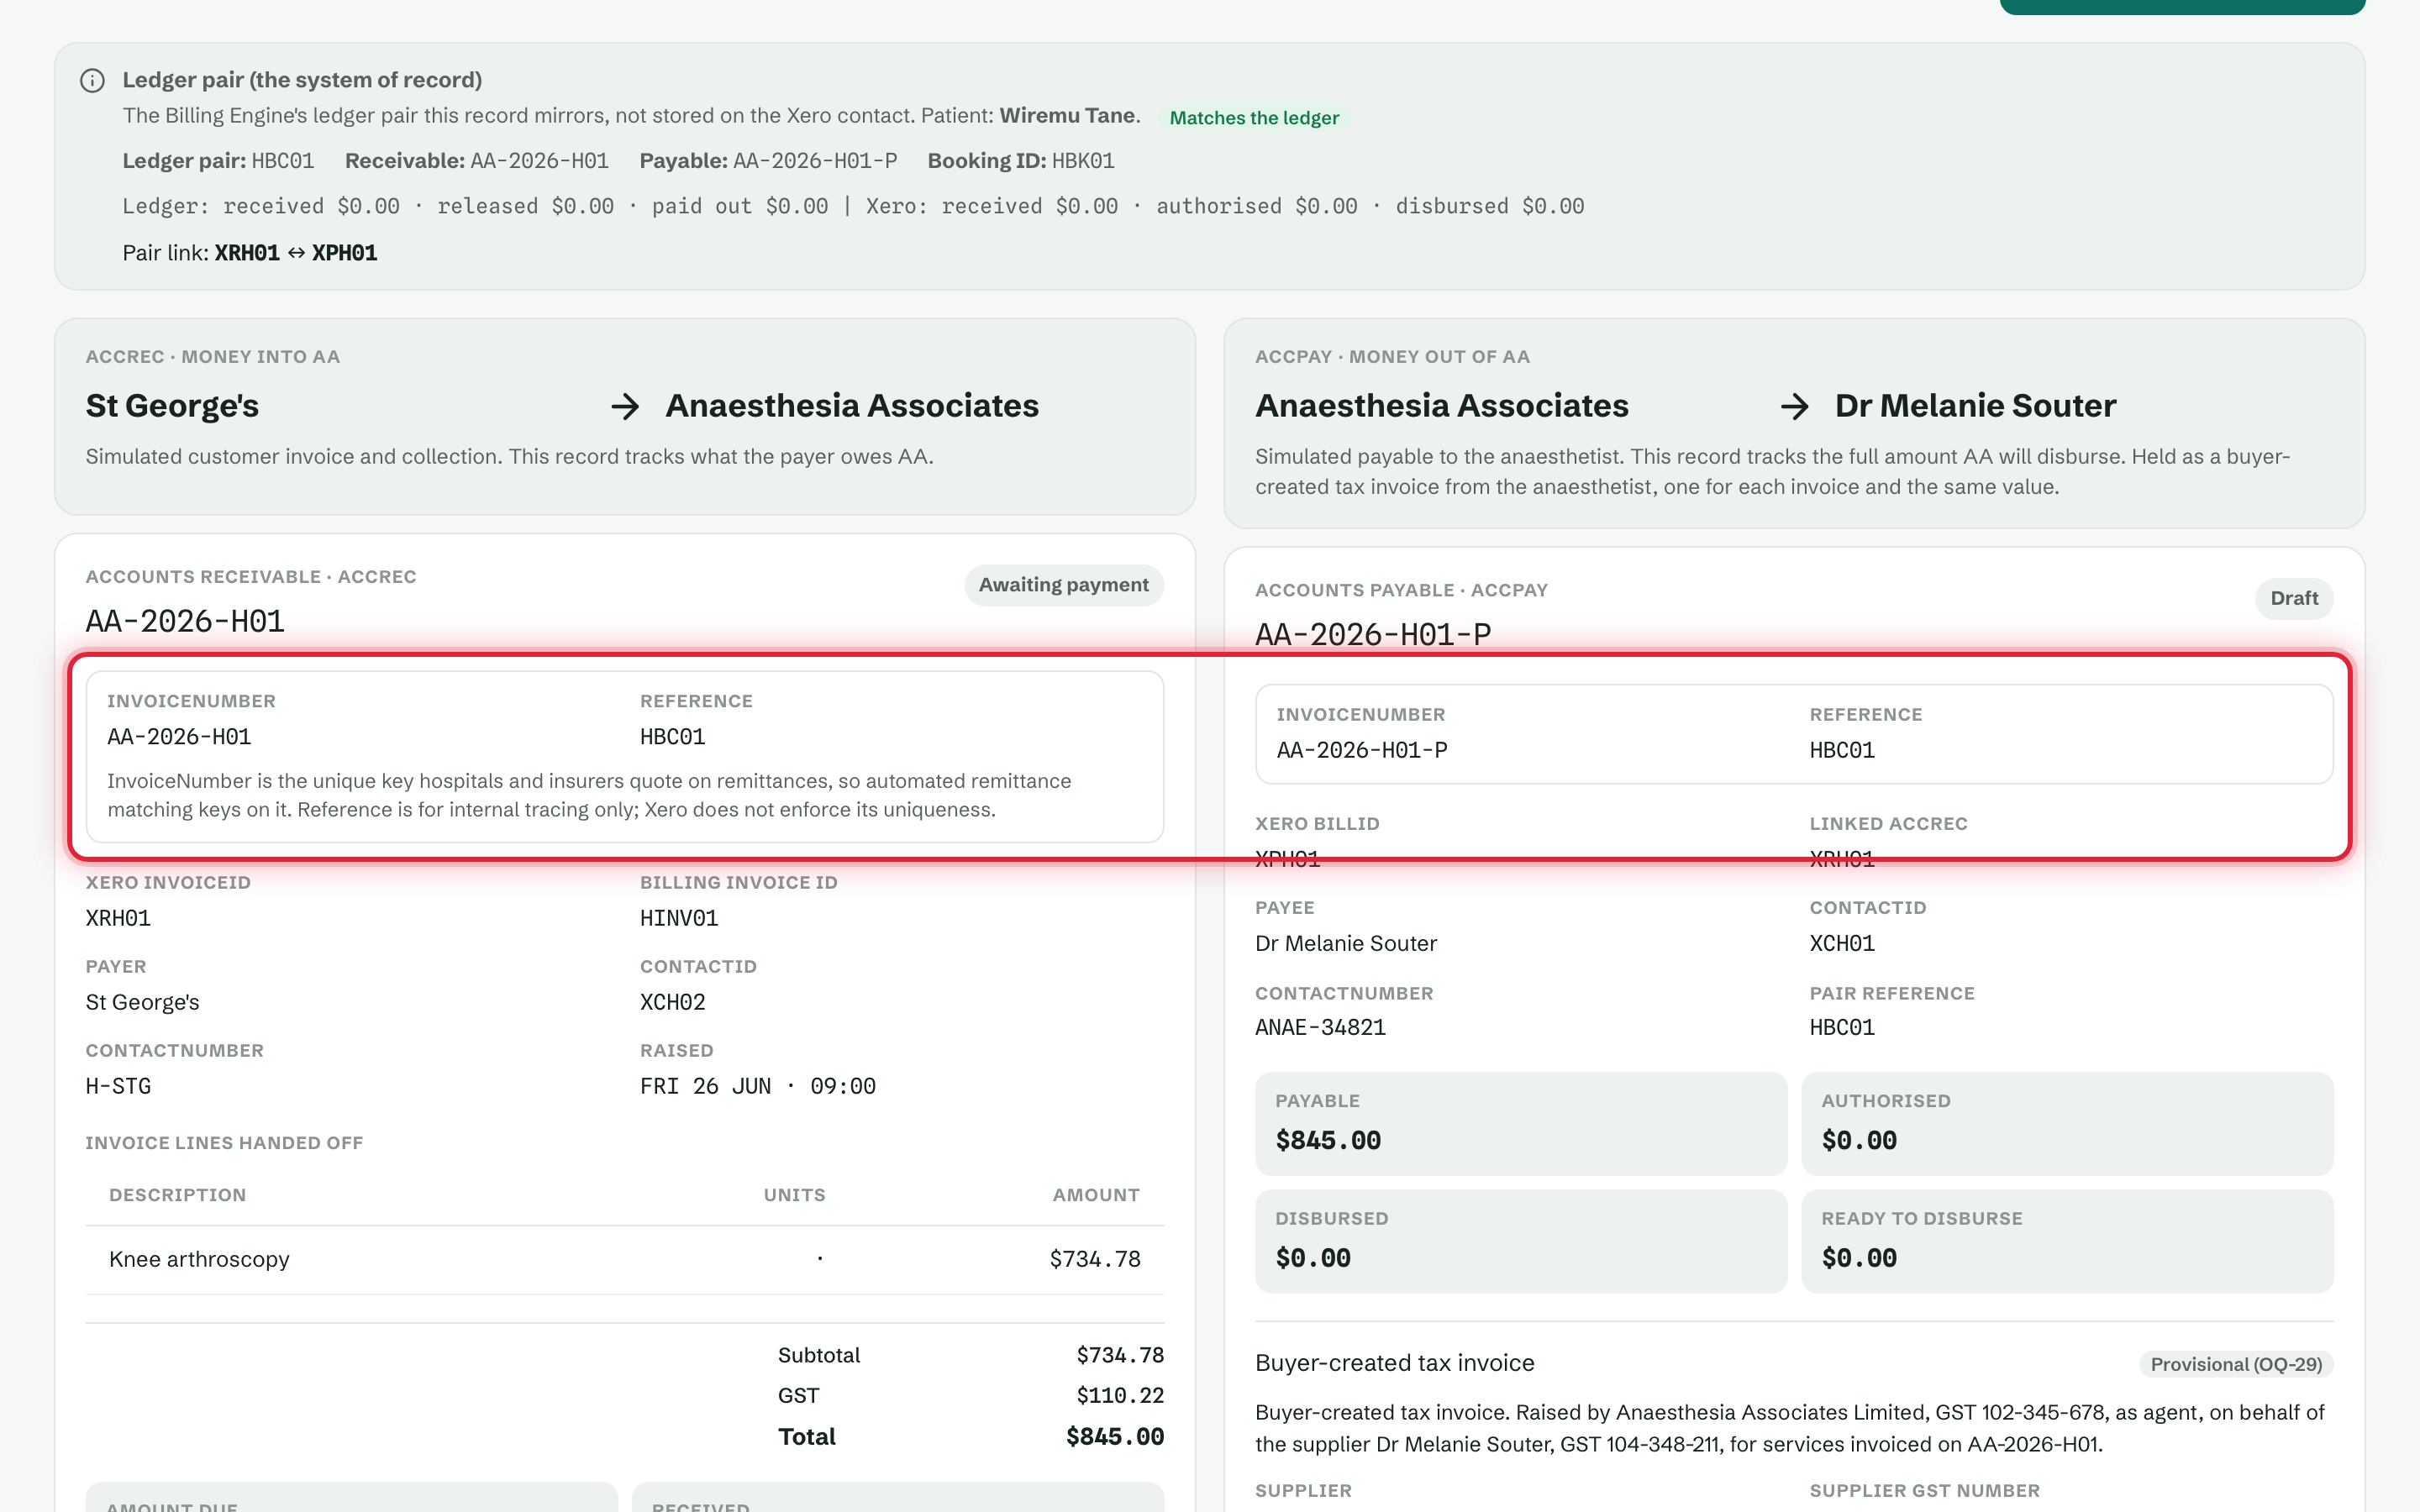 Ledger pair (the system of record)
The Billing Engine's ledger pair this record mirrors, not stored on the Xero contact. Patient: Wiremu Tane. Matches the ledger
Ledger pair: HBC01 Receivable: AA-2026-H01 Payable: AA-2026-H01-P Booking ID: HBK01
Ledger: received $0.00 · released $0.00 · paid out $0.00 | Xero: received $0.00 · authorised $0.00 · disbursed $0.00
Pair link: XRH01 ↔ XPH01
ACCREC · MONEY INTO AA
St George's → Anaesthesia Associates
Simulated customer invoice and collection. This record tracks what the payer owes AA.
ACCOUNTS RECEIVABLE · ACCREC
Awaiting payment
AA-2026-H01
INVOICENUMBER REFERENCE
AA-2026-H01 HBC01
InvoiceNumber is the unique key hospitals and insurers quote on remittances, so automated remittance
matching keys on it. Reference is for internal tracing only; Xero does not enforce its uniqueness.
XERO INVOICEID BILLING INVOICE ID
XRH01 HINV01
PAYER CONTACTID
St George's XCH02
CONTACTNUMBER RAISED
H-STG FRI 26 JUN · 09:00
INVOICE LINES HANDED OFF
DESCRIPTION UNITS AMOUNT
Knee arthroscopy · $734.78
Subtotal $734.78
GST $110.22
Total $845.00
AMOUNT DUE RECEIVED
ACCPAY · MONEY OUT OF AA
Anaesthesia Associates → Dr Melanie Souter
Simulated payable to the anaesthetist. This record tracks the full amount AA will disburse. Held as a buyer-
created tax invoice from the anaesthetist, one for each invoice and the same value.
ACCOUNTS PAYABLE · ACCPAY
Draft
AA-2026-H01-P
INVOICENUMBER REFERENCE
AA-2026-H01-P HBC01
XERO BILLID LINKED ACCREC
XPH01 XRH01
PAYEE CONTACTID
Dr Melanie Souter XCH01
CONTACTNUMBER PAIR REFERENCE
ANAE-34821 HBC01
PAYABLE AUTHORISED
$845.00 $0.00
DISBURSED READY TO DISBURSE
$0.00 $0.00
Buyer-created tax invoice Provisional (OQ-29)
Buyer-created tax invoice. Raised by Anaesthesia Associates Limited, GST 102-345-678, as agent, on behalf of
the supplier Dr Melanie Souter, GST 104-348-211, for services invoiced on AA-2026-H01.
SUPPLIER SUPPLIER GST NUMBER